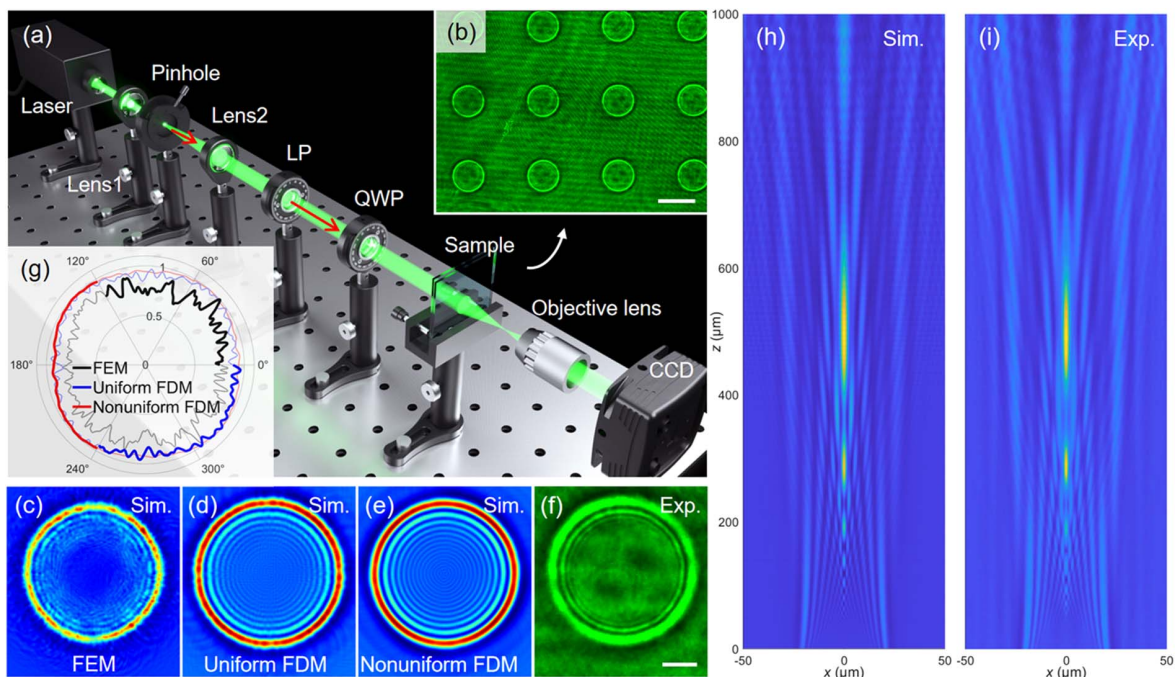 (a)
Laser
Pinhole
Lens1
Lens2
LP
QWP
Sample
Objective lens
CCD
(b)
(g)
120°
60°
1
0.5
180°
0
0°
FEM
Uniform FDM
Nonuniform FDM
240°
300°
(c) Sim.
FEM
(d) Sim.
Uniform FDM
(e) Sim.
Nonuniform FDM
(f) Exp.
(h) Sim.
1000
800
600
z (μm)
400
200
0
-50 0 50
x (μm)
(i) Exp.
-50 0 50
x (μm)